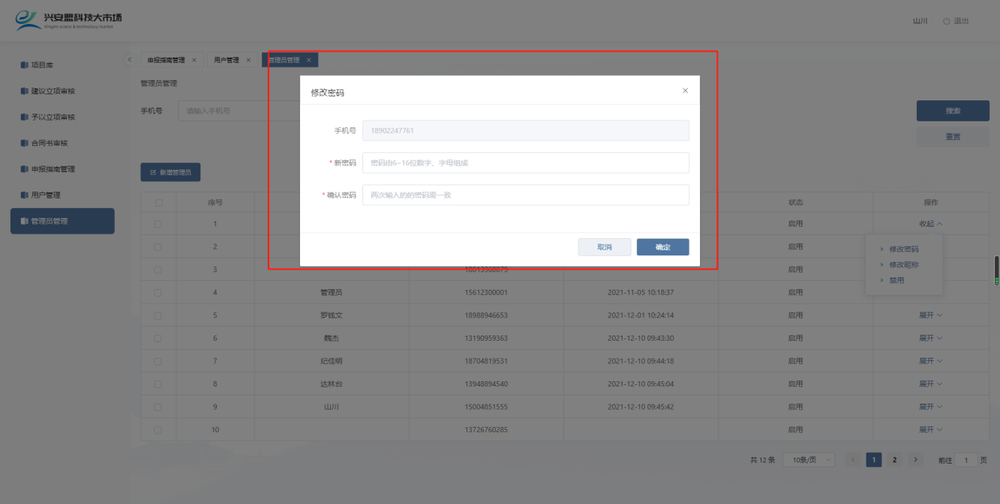 兴安盟科技大市场
山川 退出
项目库
建议立项审核
予以立项审核
合同书审核
申报指南管理
用户管理
管理员管理
申报指南管理 × 用户管理 × 管理员管理 ×
管理员管理
手机号 请输入手机号 搜索
重置
新增管理员
修改密码 ×
手机号 18902247761
* 新密码 密码由6~16位数字、字母组成
* 确认密码 两次输入的的密码需一致
取消 确定
序号 状态 操作
1 启用 收起
2 启用
3 启用
4 管理员 15612300001 2021-11-05 10:18:37 启用
修改密码
修改昵称
禁用
5 罗钱文 18988946653 2021-12-01 10:24:14 启用 展开
6 魏杰 13190959363 2021-12-10 09:43:30 启用 展开
7 纪佳明 18704819531 2021-12-10 09:44:18 启用 展开
8 达林台 13948894540 2021-12-10 09:45:04 启用 展开
9 山川 15004851555 2021-12-10 09:45:42 启用 展开
10 13726760285 启用 展开
共 12 条 10条/页 1 2 前往 1 页